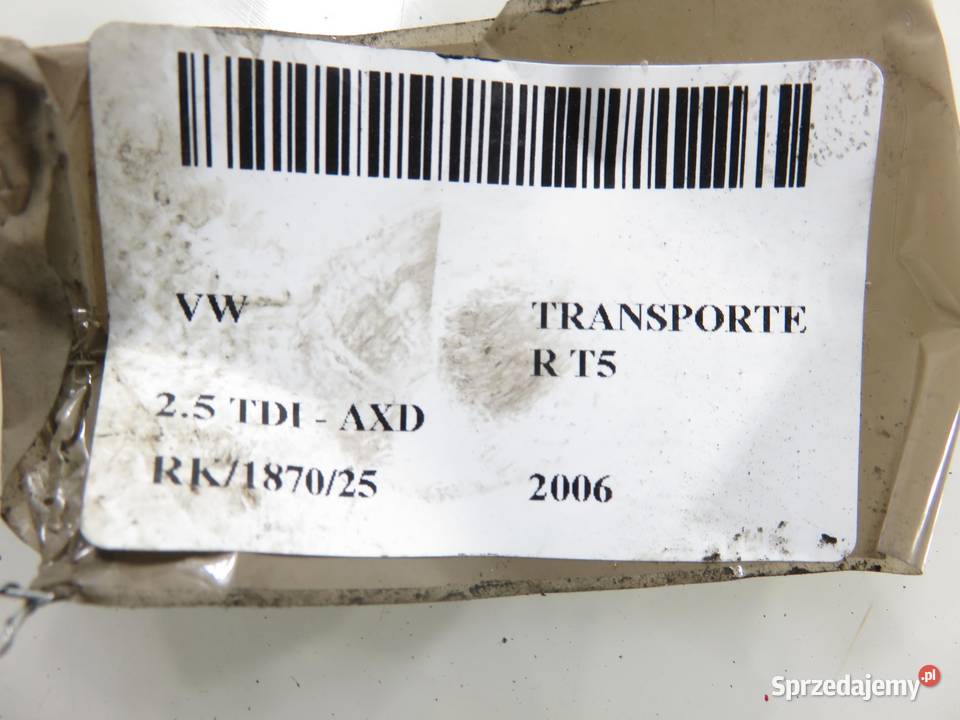 VW
TRANSPORTE
R T5
2.5 TDI - AXD
RK/1870/25
2006
Sprzedajemy.pl